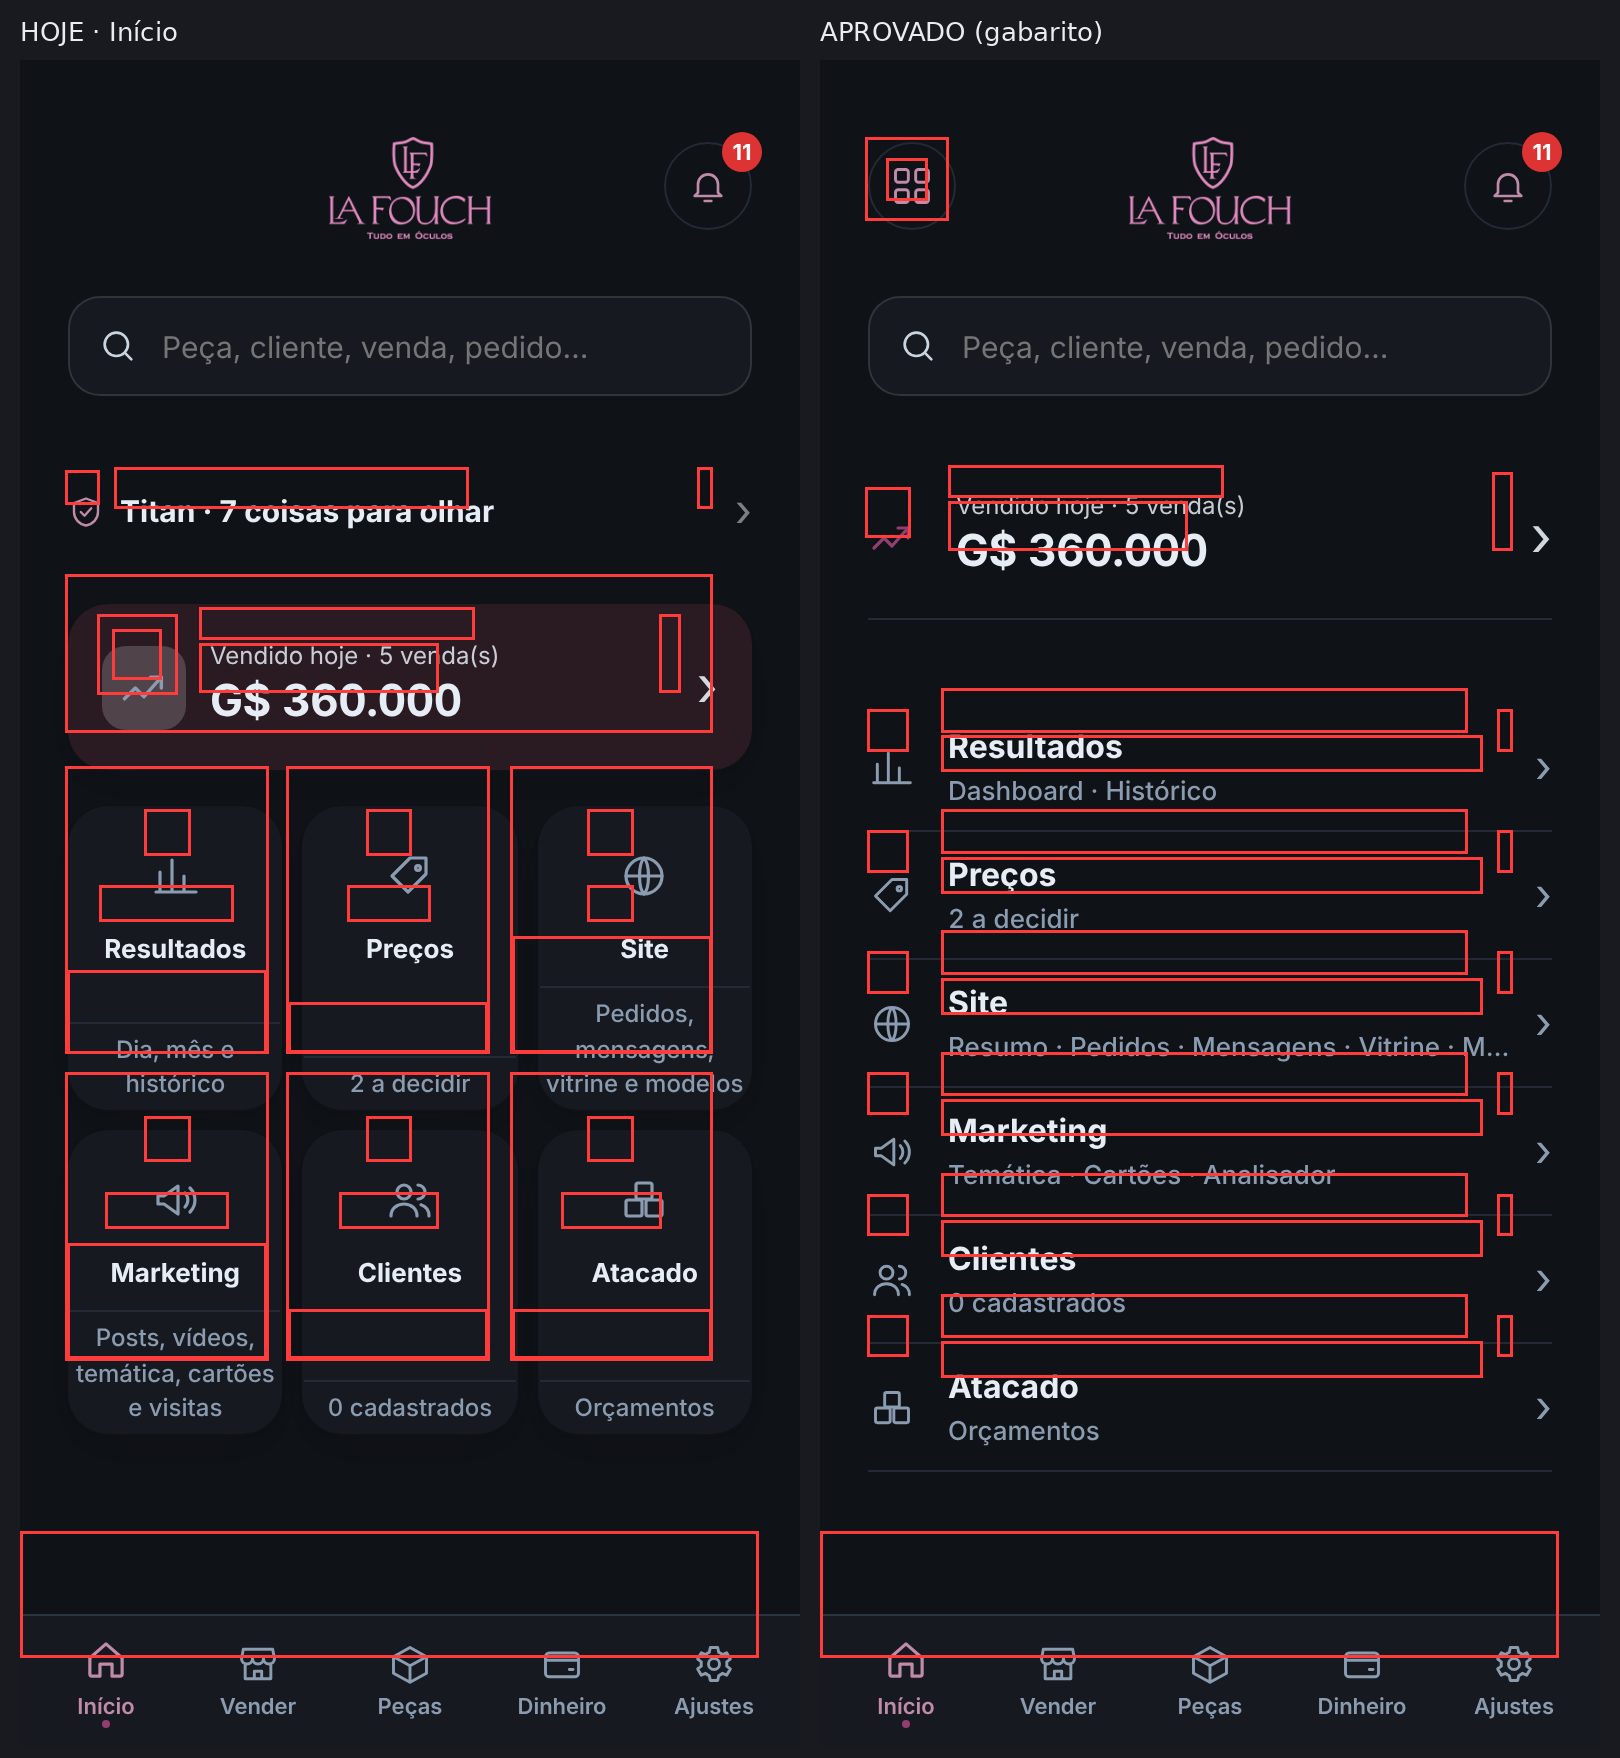 HOJE · Início
LF
LA FOUCH
TUDO EM ÓCULOS
11
Peça, cliente, venda, pedido...
Titan · 7 coisas para olhar
Vendido hoje · 5 venda(s)
G$ 360.000
Resultados
Dia, mês e
histórico
Preços
2 a decidir
Site
Pedidos,
mensagens,
vitrine e modelos
Marketing
Posts, vídeos,
temática, cartões
e visitas
Clientes
0 cadastrados
Atacado
Orçamentos
Início
Vender
Peças
Dinheiro
Ajustes
APROVADO (gabarito)
LF
LA FOUCH
TUDO EM ÓCULOS
11
Peça, cliente, venda, pedido...
Vendido hoje · 5 venda(s)
G$ 360.000
Resultados
Dashboard · Histórico
Preços
2 a decidir
Site
Resumo · Pedidos · Mensagens · Vitrine · M...
Marketing
Temática · Cartões · Analisador
Clientes
0 cadastrados
Atacado
Orçamentos
Início
Vender
Peças
Dinheiro
Ajustes